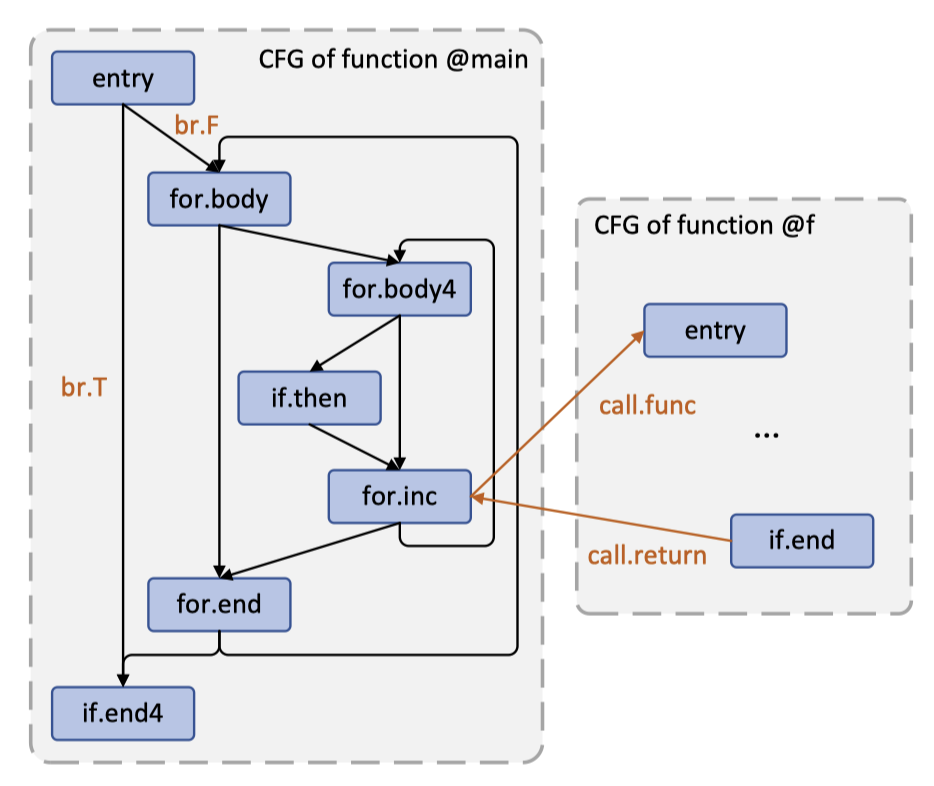 CFG of function @main
entry
br.F
for.body
for.body4
if.then
br.T
for.inc
for.end
if.end4
CFG of function @f
entry
call.func
...
if.end
call.return